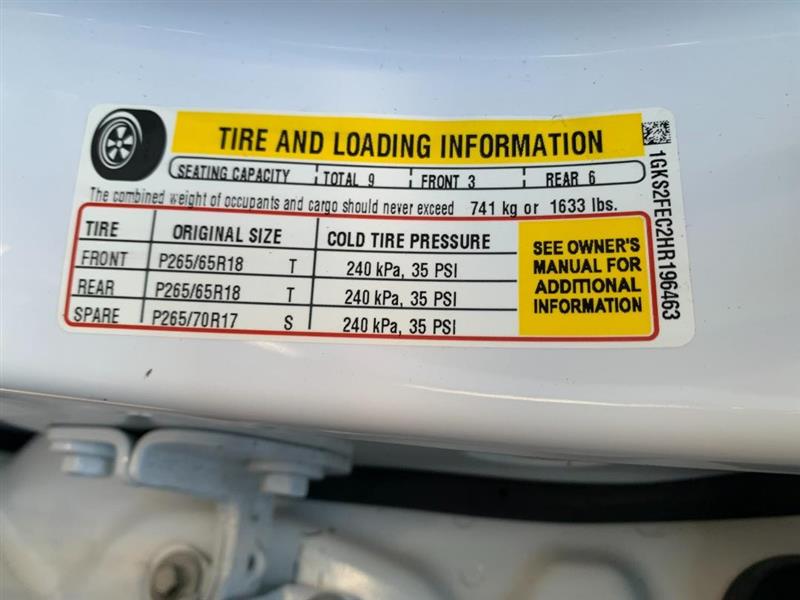 TIRE AND LOADING INFORMATION
SEATING CAPACITY TOTAL 9 FRONT 3 REAR 6
The combined weight of occupants and cargo should never exceed 741 kg or 1633 lbs.
TIRE ORIGINAL SIZE COLD TIRE PRESSURE
FRONT P265/65R18 T 240 kPa, 35 PSI
REAR P265/65R18 T 240 kPa, 35 PSI
SPARE P265/70R17 S 240 kPa, 35 PSI
SEE OWNER'S
MANUAL FOR
ADDITIONAL
INFORMATION
1GKS2FEC2HR196463